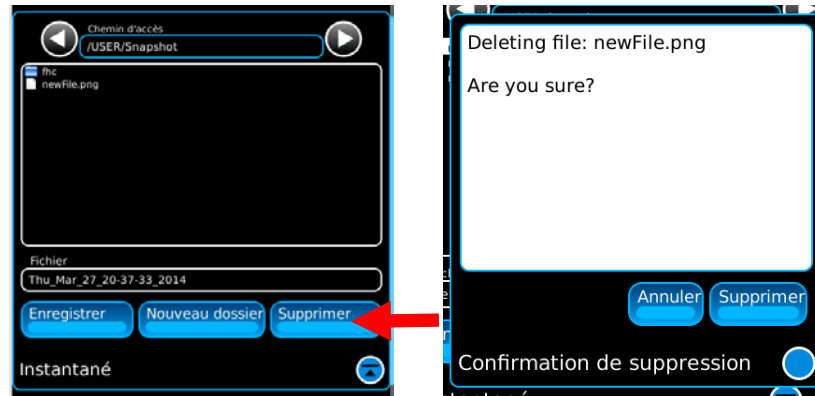 Chemin d'accès
/USER/Snapshot
fhc
newFile.png
Fichier
Thu_Mar_27_20-37-33_2014
Enregistrer
Nouveau dossier
Supprimer
Instantané
Deleting file: newFile.png
Are you sure?
Annuler
Supprimer
Confirmation de suppression